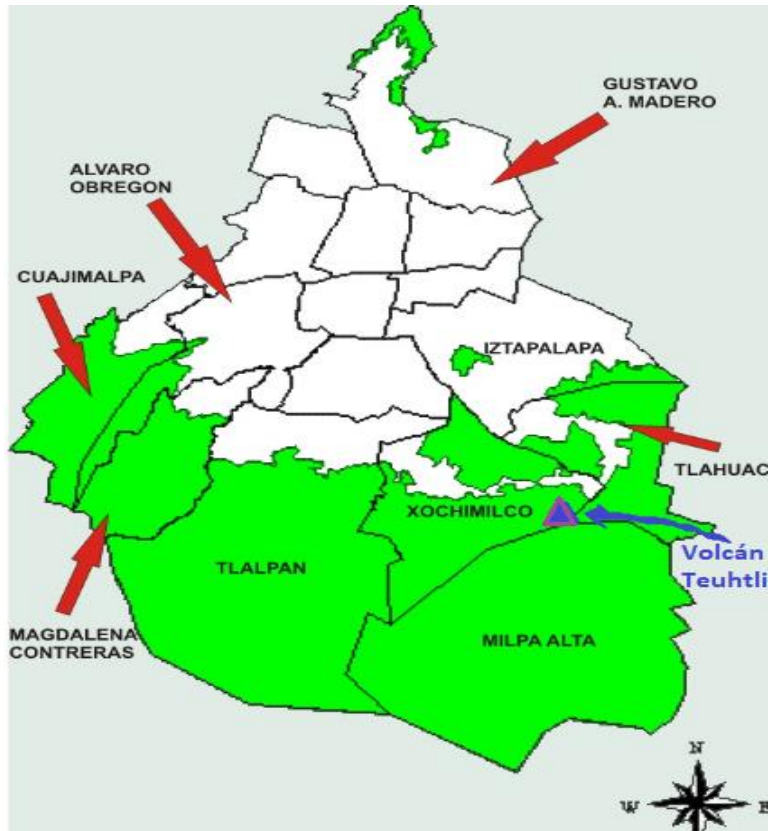 GUSTAVO
A. MADERO
ALVARO
OBREGON
CUAJIMALPA
IZTAPALAPA
TLAHUAC
XOCHIMILCO
Volcán
Teuhtli
TLALPAN
MAGDALENA
CONTRERAS
MILPA ALTA
N
W
E